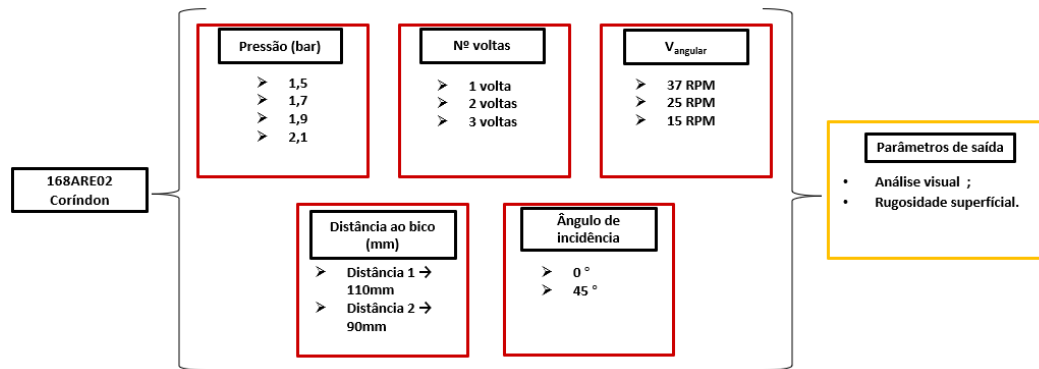 168ARE02
Coríndon
Pressão (bar)
➢ 1,5
➢ 1,7
➢ 1,9
➢ 2,1
Nº voltas
➢ 1 volta
➢ 2 voltas
➢ 3 voltas
Vangular
➢ 37 RPM
➢ 25 RPM
➢ 15 RPM
Distância ao bico
(mm)
➢ Distância 1 →
110mm
➢ Distância 2 →
90mm
Ângulo de
incidência
➢ 0 °
➢ 45 °
Parâmetros de saída
• Análise visual ;
• Rugosidade superfícial.